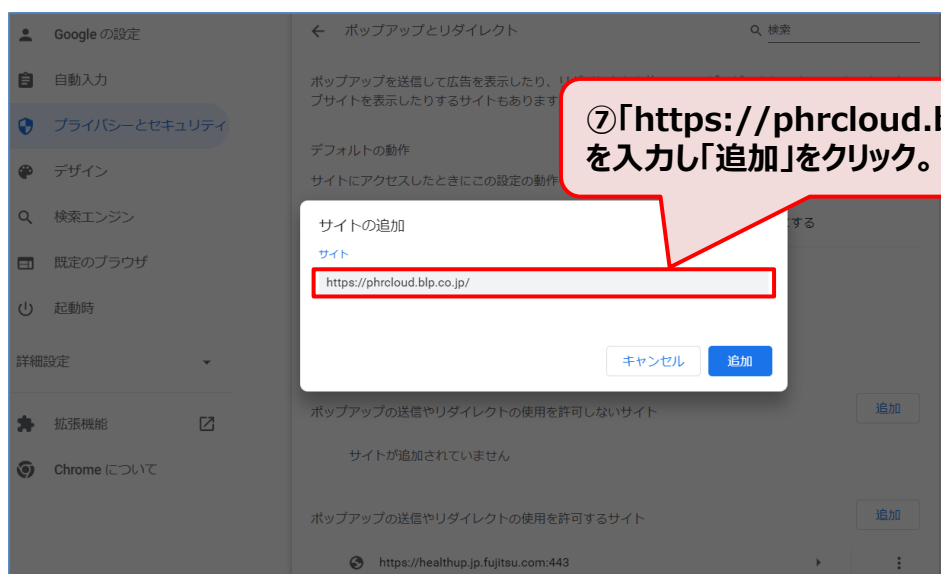 Google の設定
自動入力
プライバシーとセキュリティ
デザイン
検索エンジン
既定のブラウザ
起動時
詳細設定
拡張機能
Chrome について
ポップアップとリダイレクト
検索
ポップアップを送信して広告を表示したり、
ブサイトを表示したりするサイトもあります
デフォルトの動作
サイトにアクセスしたときにこの設定の動作
する
⑦「https://phrcloud.b
を入力し「追加」をクリック。
サイトの追加
サイト
https://phrcloud.blp.co.jp/
キャンセル
追加
ポップアップの送信やリダイレクトの使用を許可しないサイト
追加
サイトが追加されていません
ポップアップの送信やリダイレクトの使用を許可するサイト
追加
https://healthup.jp.fujitsu.com:443